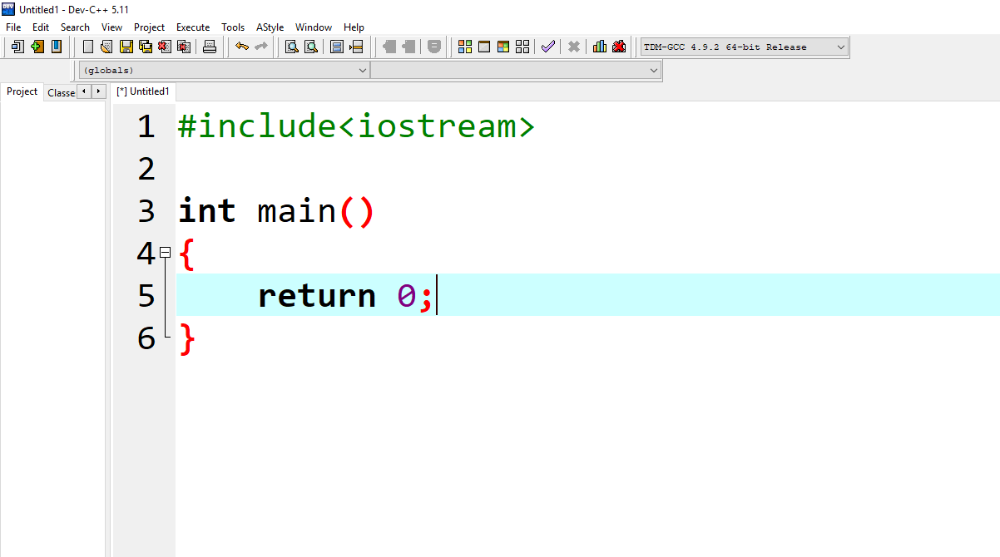 Untitled1 - Dev-C++ 5.11
File Edit Search View Project Execute Tools AStyle Window Help
TDM-GCC 4.9.2 64-bit Release
(globals)
Project Classe [*] Untitled1
1 #include<iostream>
2
3 int main()
4 {
5 return 0;
6 }